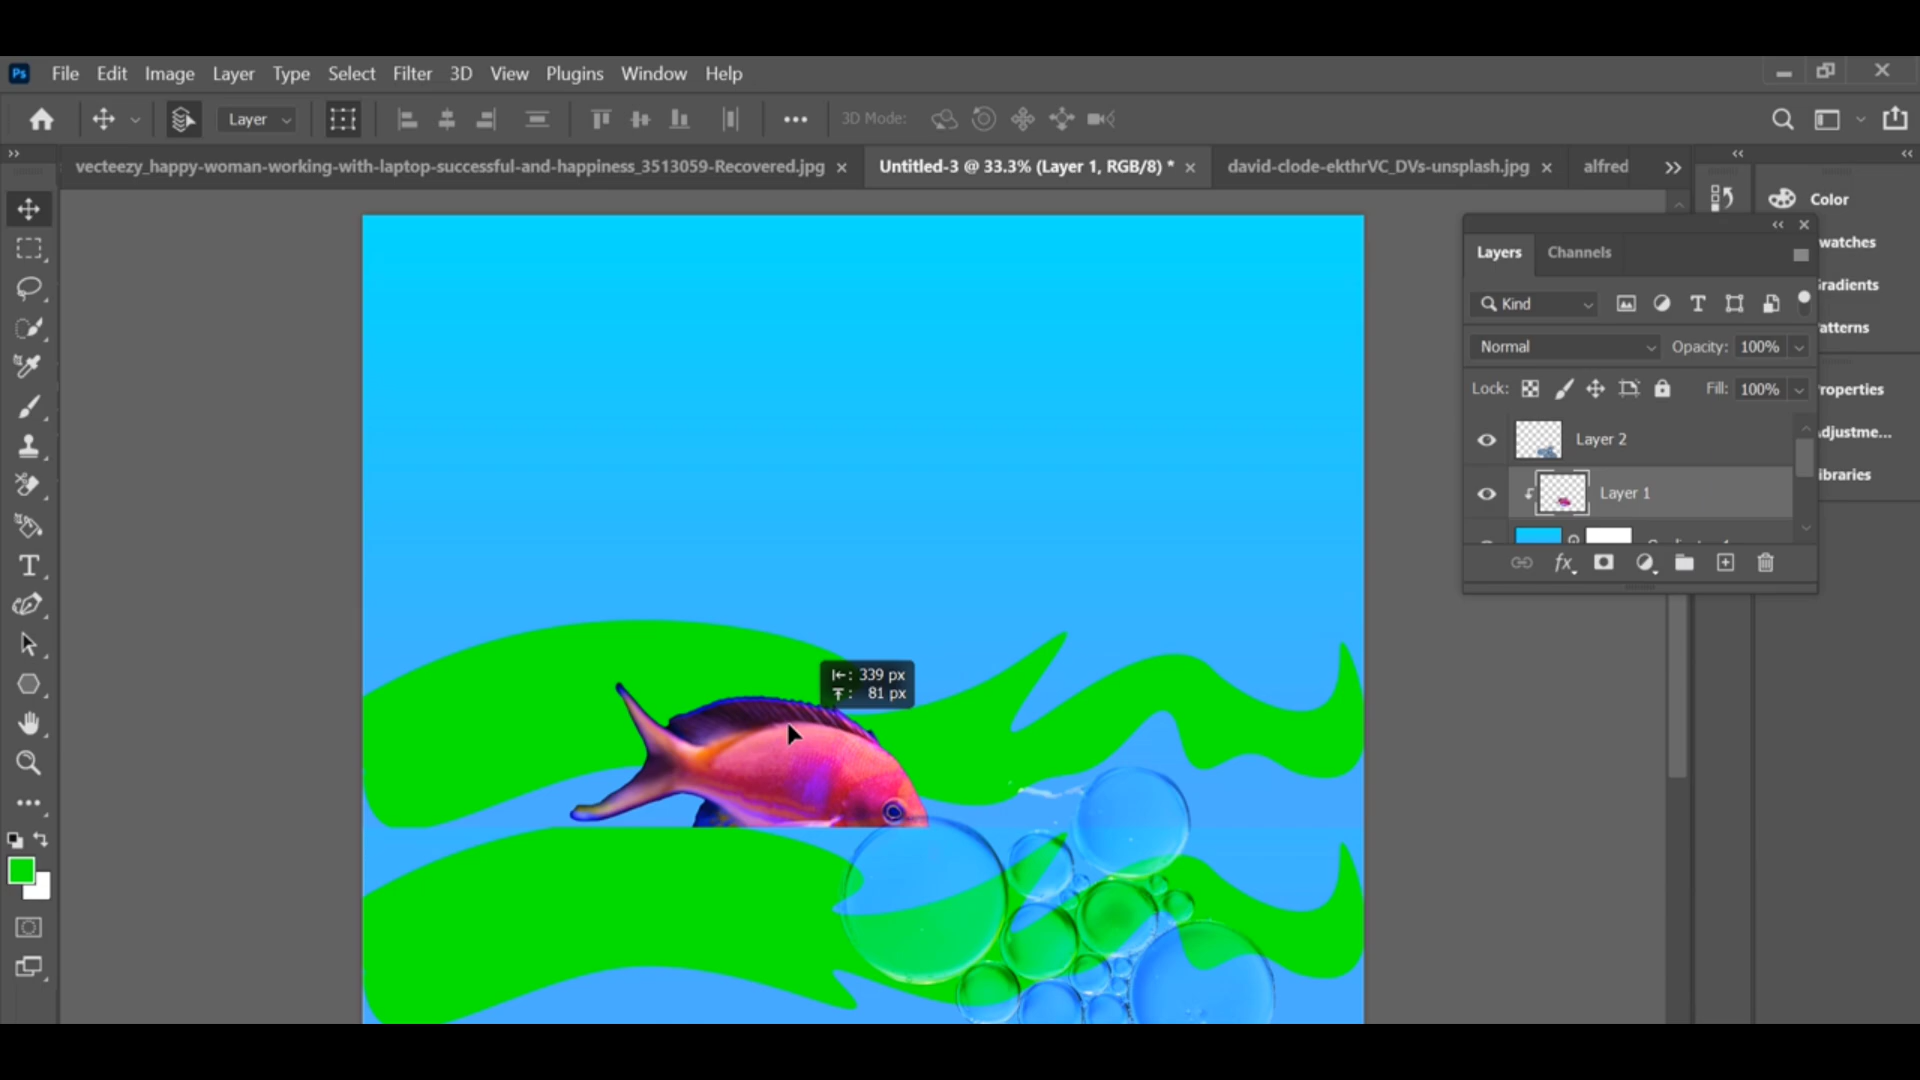 Ps File Edit Image Layer Type Select Filter 3D View Plugins Window Help
Layer 3D Mode:
vecteezy_happy-woman-working-with-laptop-successful-and-happiness_3513059-Recovered.jpg Untitled-3 @ 33.3% (Layer 1, RGB/8) * david-clode-ekthrVC_DVs-unsplash.jpg alfred
Color
watches
radients
atterns
roperties
djustme...
ibraries
Layers Channels
Kind
Normal Opacity: 100%
Lock: Fill: 100%
Layer 2
Layer 1
339 px
81 px
fx